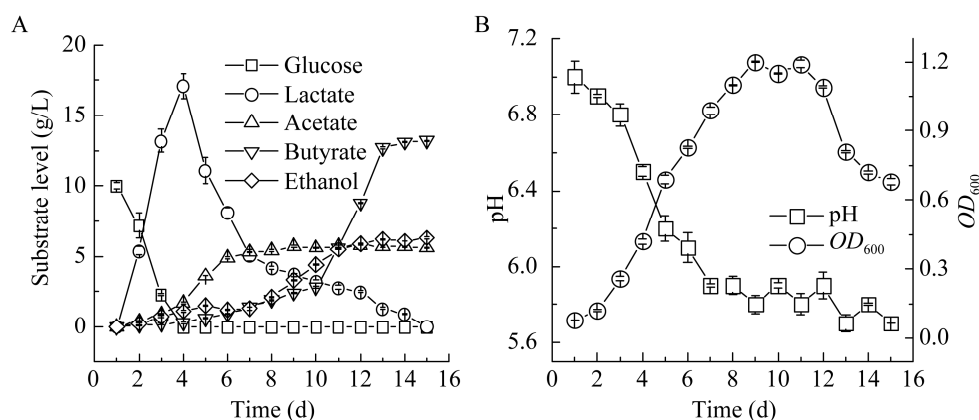 A
20
15
10
5
0
Substrate level (g/L)
Glucose
Lactate
Acetate
Butyrate
Ethanol
0 2 4 6 8 10 12 14 16
Time (d)
B
7.2
6.8
6.4
6.0
5.6
pH
pH
OD600
1.2
0.9
0.6
0.3
0.0
OD600
0 2 4 6 8 10 12 14 16
Time (d)